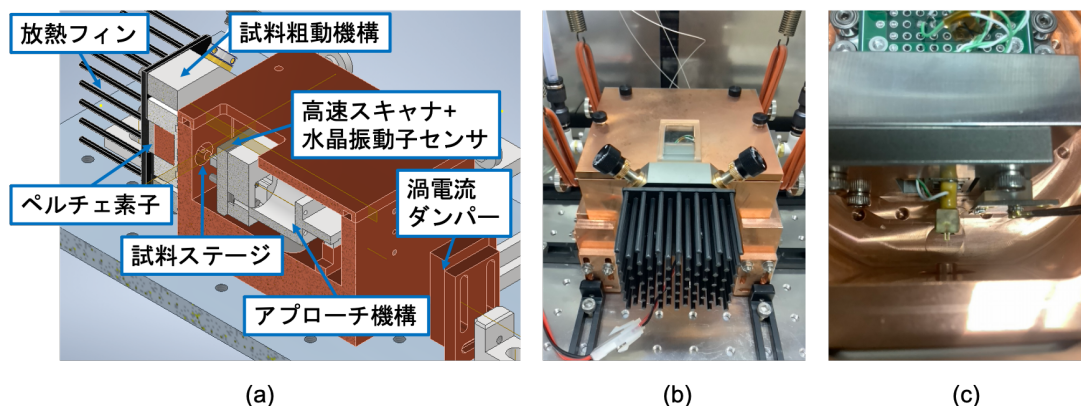 放熱フィン
試料粗動機構
高速スキャナ+
水晶振動子センサ
渦電流
ダンパー
ペルチェ素子
試料ステージ
アプローチ機構
(a)
(b)
(c)